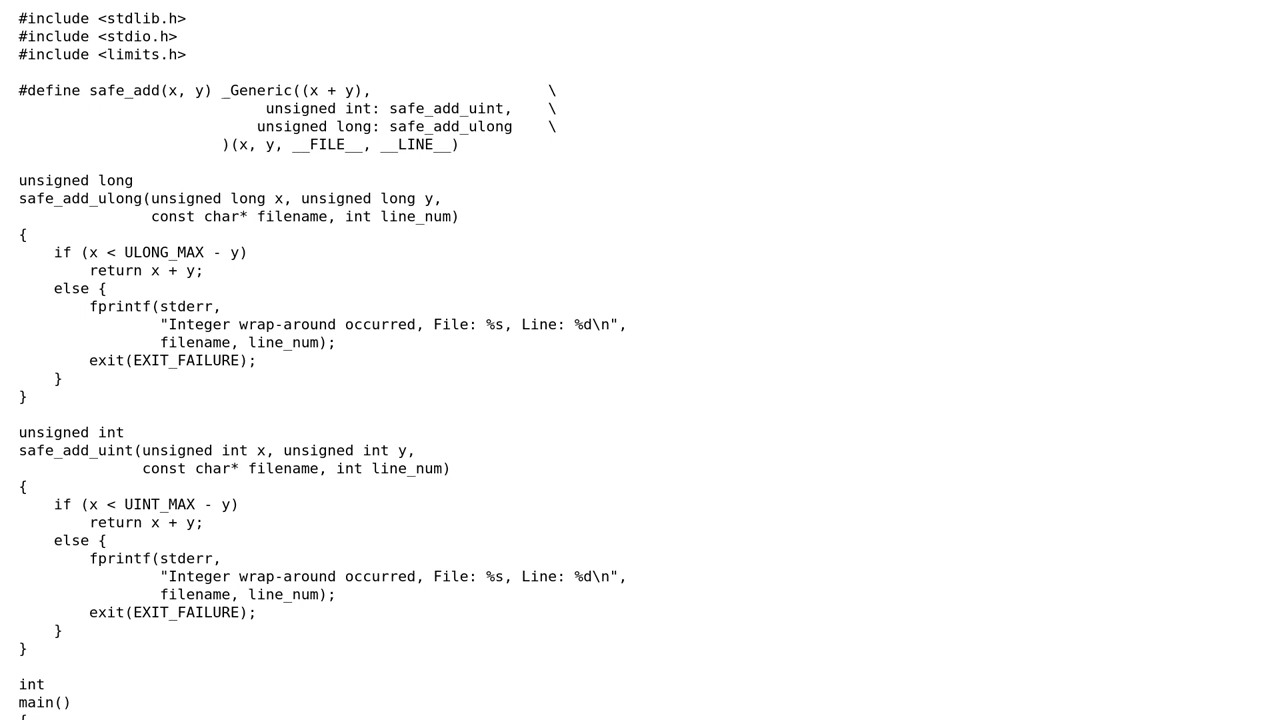 #include <stdlib.h>
#include <stdio.h>
#include <limits.h>

#define safe_add(x, y) _Generic((x + y),                    \
                            unsigned int: safe_add_uint,    \
                           unsigned long: safe_add_ulong    \
                       )(x, y, __FILE__, __LINE__)

unsigned long
safe_add_ulong(unsigned long x, unsigned long y,
               const char* filename, int line_num)
{
    if (x < ULONG_MAX - y)
        return x + y;
    else {
        fprintf(stderr,
                "Integer wrap-around occurred, File: %s, Line: %d\n",
                filename, line_num);
        exit(EXIT_FAILURE);
    }
}

unsigned int
safe_add_uint(unsigned int x, unsigned int y,
              const char* filename, int line_num)
{
    if (x < UINT_MAX - y)
        return x + y;
    else {
        fprintf(stderr,
                "Integer wrap-around occurred, File: %s, Line: %d\n",
                filename, line_num);
        exit(EXIT_FAILURE);
    }
}

int
main()
{